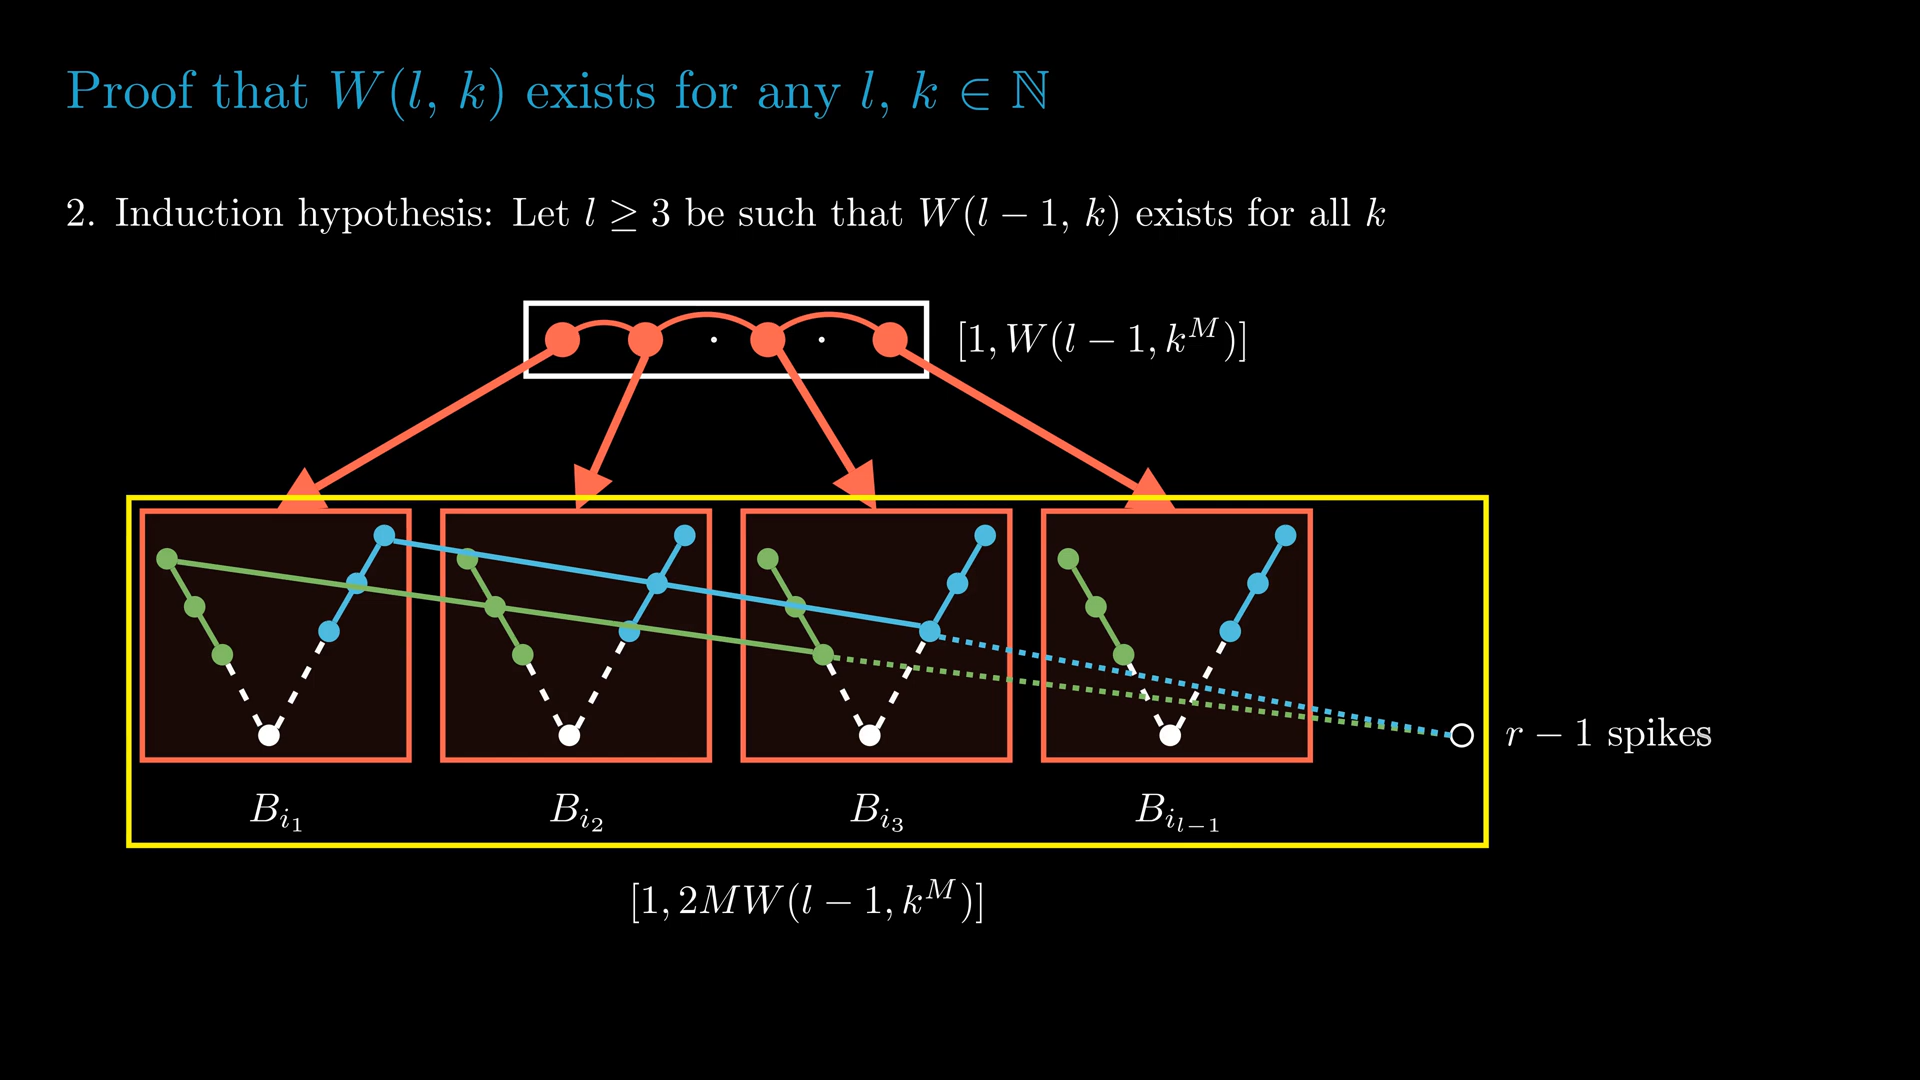 Proof that W(l, k) exists for any l, k ∈ ℕ
2. Induction hypothesis: Let l ≥ 3 be such that W(l − 1, k) exists for all k
[1, W(l − 1, k^M)]
r − 1 spikes
B_{i_1} B_{i_2} B_{i_3} B_{i_{l−1}}
[1, 2MW(l − 1, k^M)]